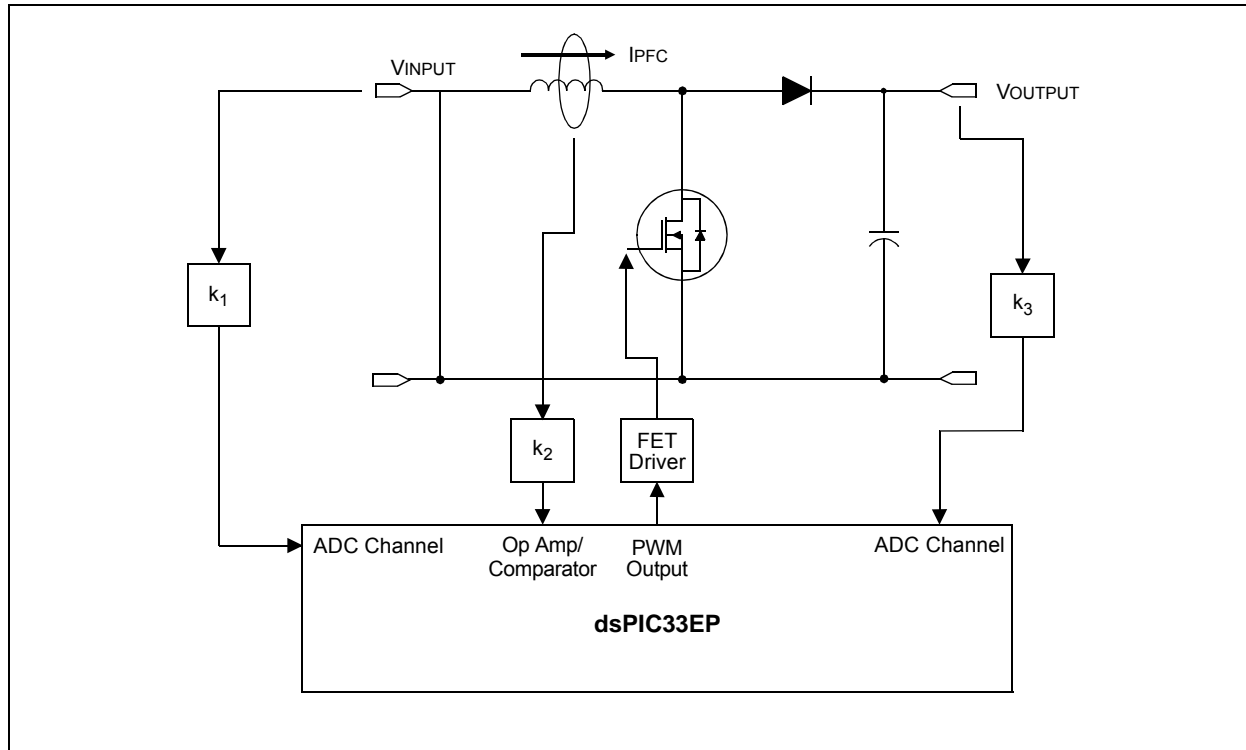 IPFC
VINPUT
VOUTPUT
k1
k3
k2
FET
Driver
ADC Channel
Op Amp/
Comparator
PWM
Output
ADC Channel
dsPIC33EP